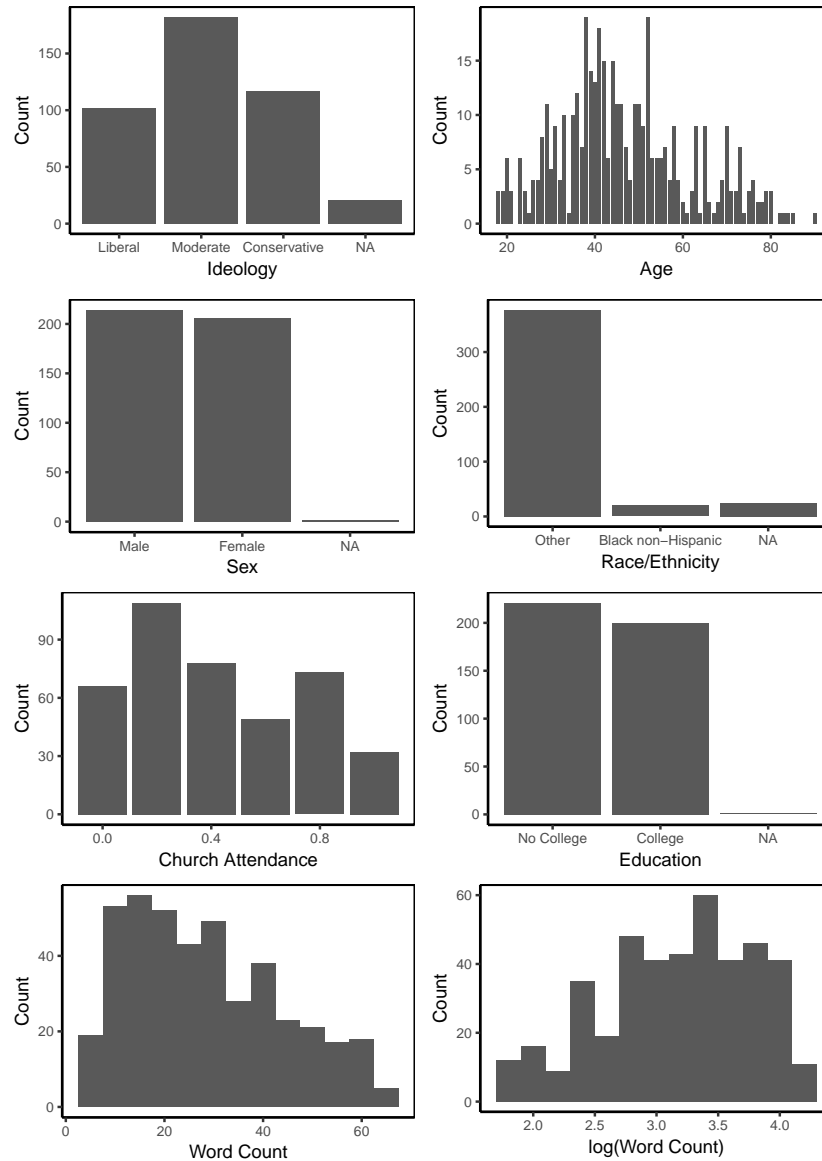 Count
150
100
50
0
Liberal Moderate Conservative NA
Ideology
Count
15
10
5
0
20 40 60 80
Age
Count
200
150
100
50
0
Male Female NA
Sex
Count
300
200
100
0
Other Black non−Hispanic NA
Race/Ethnicity
Count
90
60
30
0
0.0 0.4 0.8
Church Attendance
Count
200
150
100
50
0
No College College NA
Education
Count
40
20
0
0 20 40 60
Word Count
Count
60
40
20
0
2.0 2.5 3.0 3.5 4.0
log(Word Count)